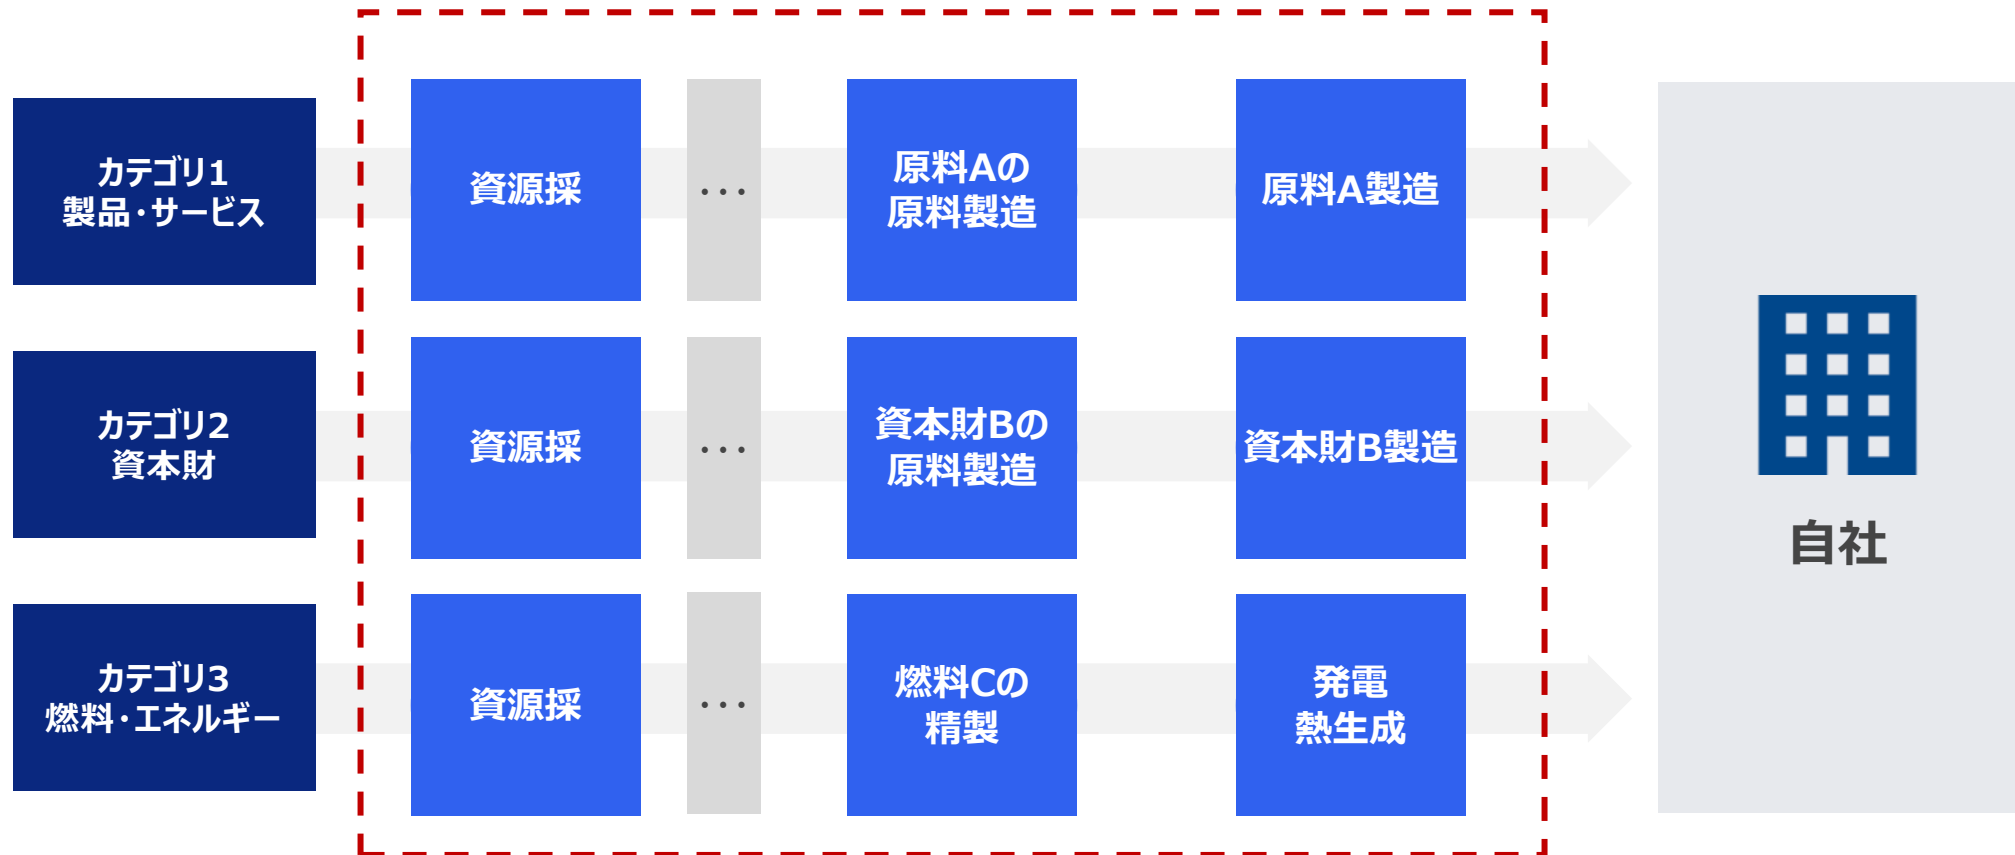 カテゴリ1
製品・サービス
資源採
・・・
原料Aの
原料製造
原料A製造
カテゴリ2
資本財
資源採
・・・
資本財Bの
原料製造
資本財B製造
カテゴリ3
燃料・エネルギー
資源採
・・・
燃料Cの
精製
発電
熱生成
自社